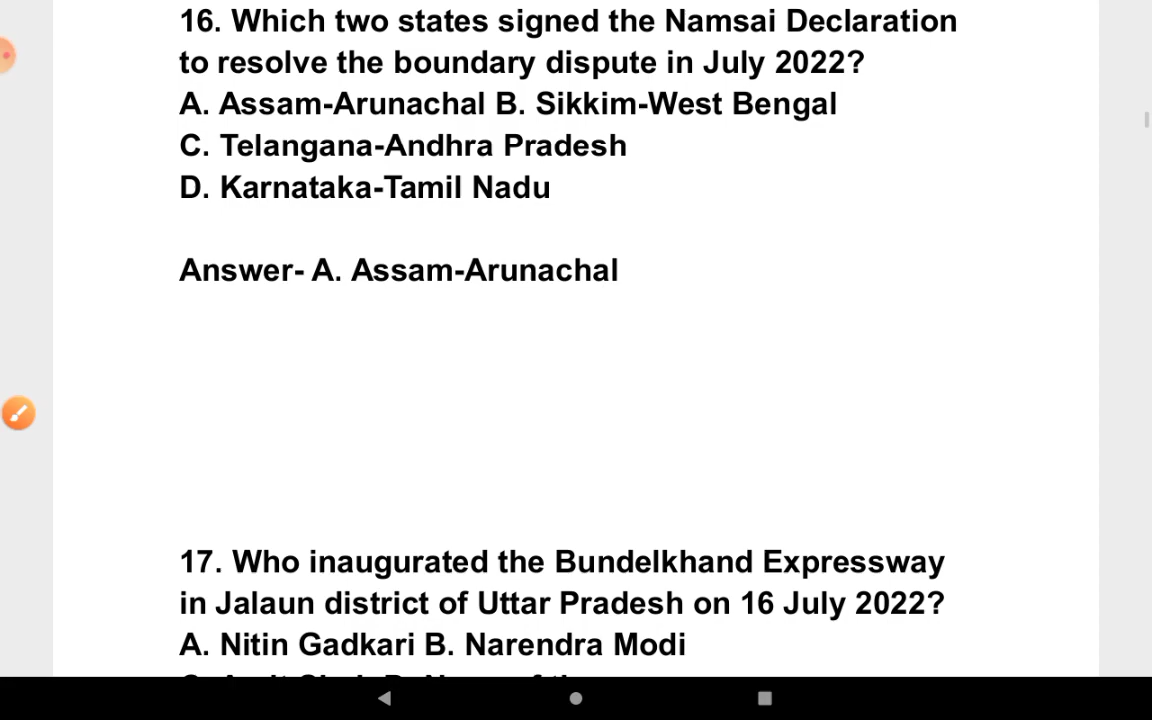 16. Which two states signed the Namsai Declaration
to resolve the boundary dispute in July 2022?
A. Assam-Arunachal B. Sikkim-West Bengal
C. Telangana-Andhra Pradesh
D. Karnataka-Tamil Nadu
Answer- A. Assam-Arunachal
17. Who inaugurated the Bundelkhand Expressway
in Jalaun district of Uttar Pradesh on 16 July 2022?
A. Nitin Gadkari B. Narendra Modi